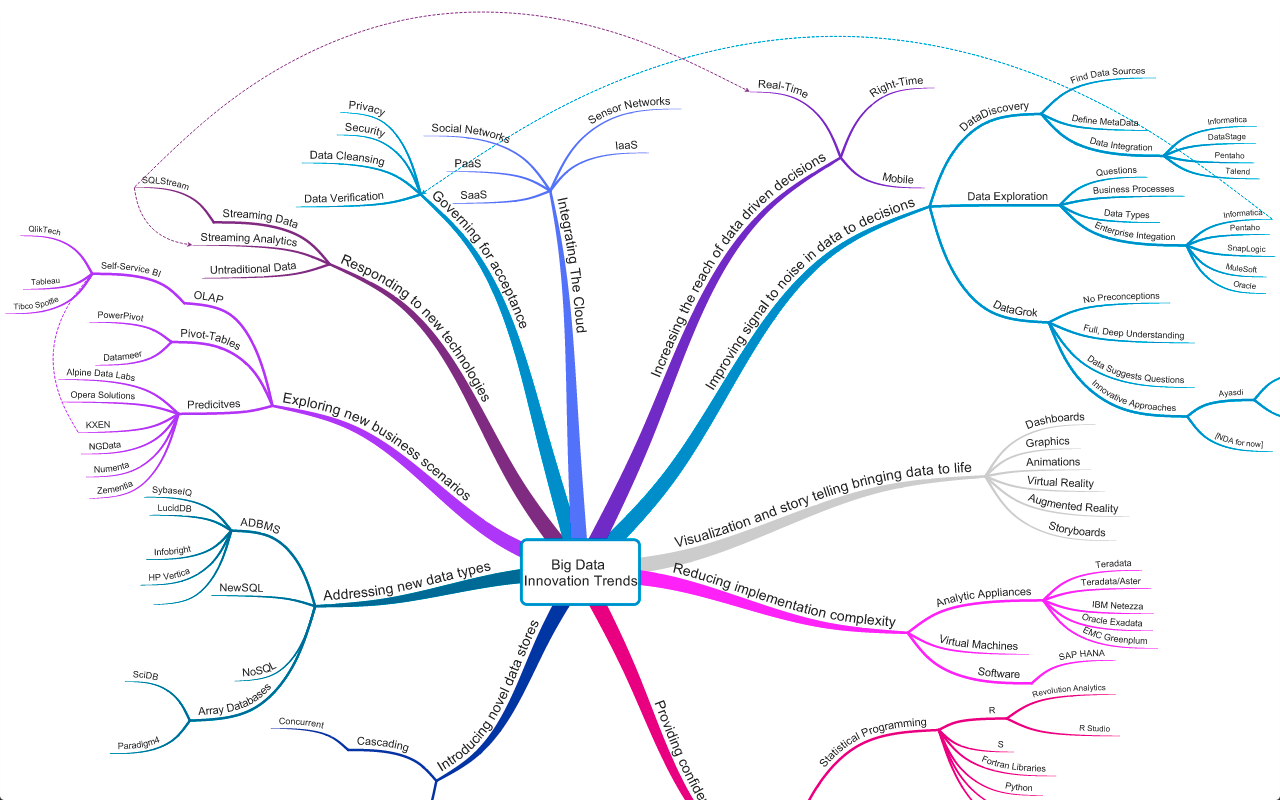 Big Data
Innovation Trends
Responding to new technologies
Streaming Data
SQLStream
Streaming Analytics
Untraditional Data
Governing for acceptance
Privacy
Security
Data Cleansing
Data Verification
Integrating The Cloud
Social Networks
PaaS
SaaS
Sensor Networks
IaaS
Increasing the reach of data driven decisions
Real-Time
Right-Time
Mobile
Improving signal to noise in data to decisions
DataDiscovery
Find Data Sources
Define MetaData
Data Integration
Informatica
DataStage
Pentaho
Talend
Data Exploration
Questions
Business Processes
Data Types
Enterprise Integation
Informatica
Pentaho
SnapLogic
MuleSoft
Oracle
DataGrok
No Preconceptions
Full, Deep Understanding
Data Suggests Questions
Innovative Approaches
Ayasdi
[NDA for now]
Visualization and story telling bringing data to life
Dashboards
Graphics
Animations
Virtual Reality
Augmented Reality
Storyboards
Reducing implementation complexity
Analytic Appliances
Teradata
Teradata/Aster
IBM Netezza
Oracle Exadata
EMC Greenplum
Virtual Machines
Software
SAP HANA
Statistical Programming
R
Revolution Analytics
R Studio
S
Fortran Libraries
Python
Introducing novel data stores
Cascading
Concurrent
Addressing new data types
ADBMS
SybaseIQ
LucidDB
Infobright
HP Vertica
NewSQL
NoSQL
Array Databases
SciDB
Paradigm4
Exploring new business scenarios
OLAP
Self-Service BI
QlikTech
Tableau
Tibco Spotfie
Pivot-Tables
PowerPivot
Datameer
Predicitves
Alpine Data Labs
Opera Solutions
KXEN
NGData
Numenta
Zementia
Providing